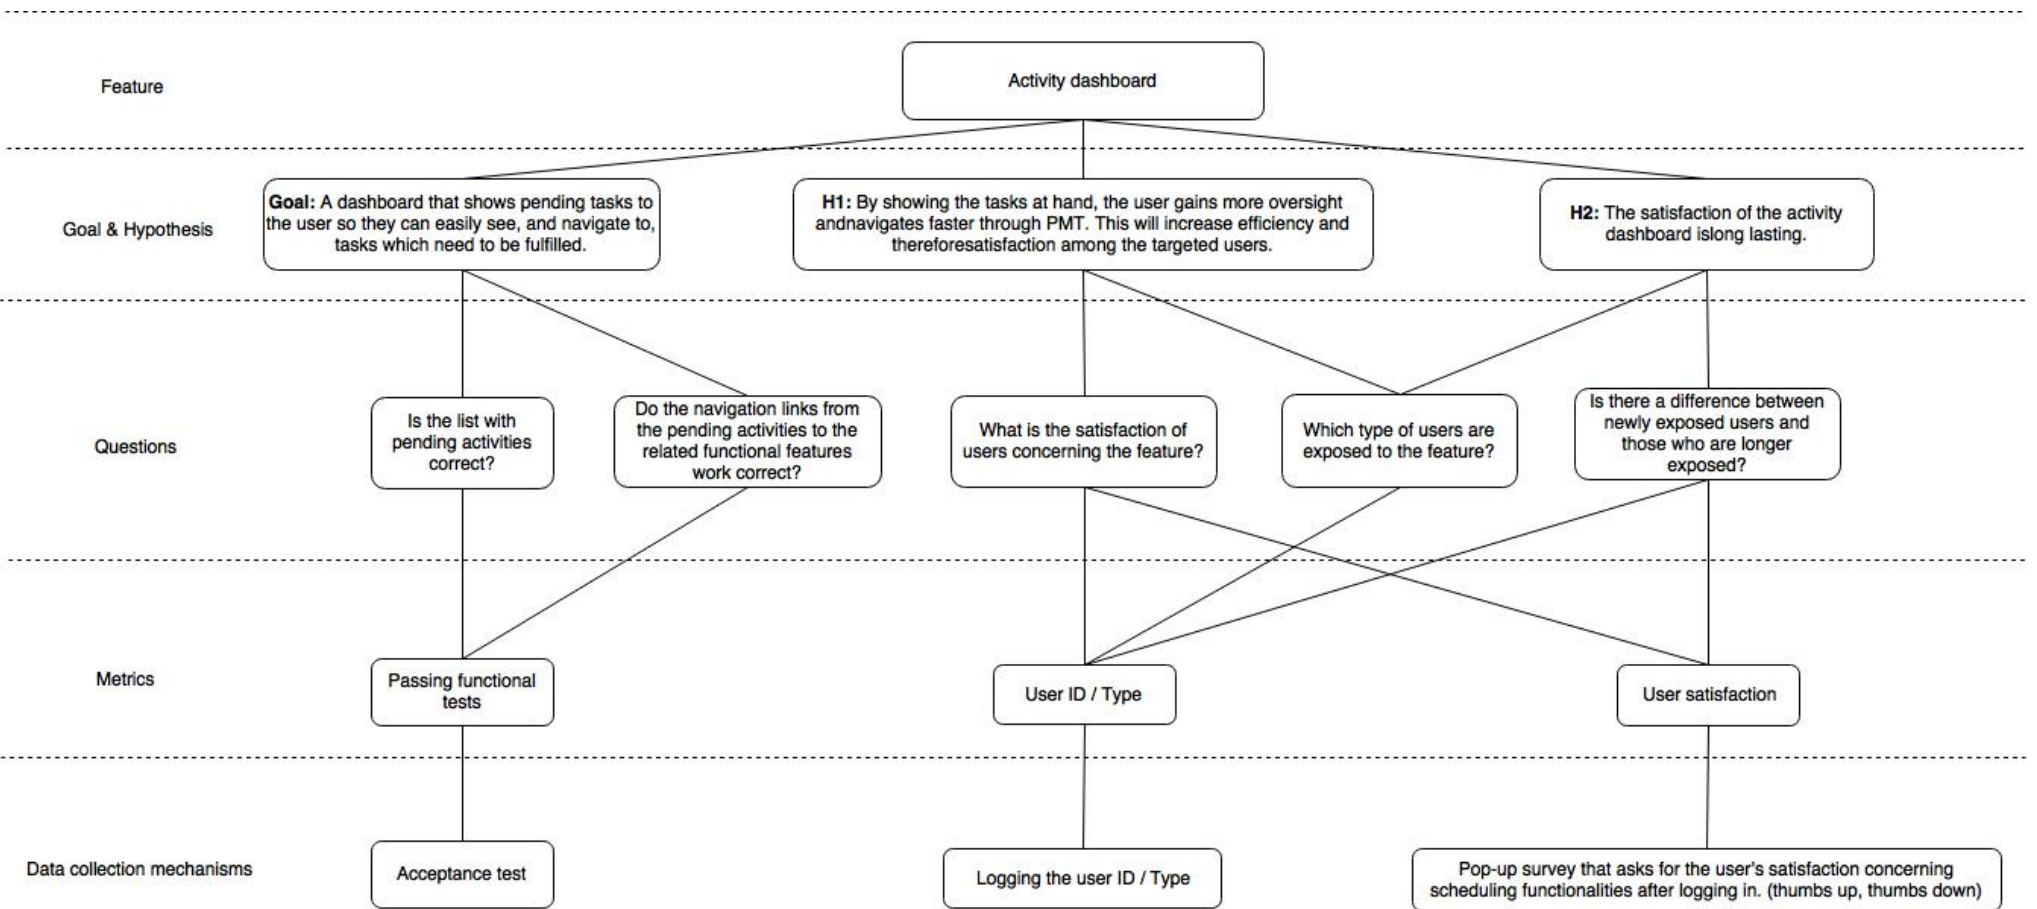 Feature
Activity dashboard
Goal & Hypothesis
Goal: A dashboard that shows pending tasks to
the user so they can easily see, and navigate to,
tasks which need to be fulfilled.
H1: By showing the tasks at hand, the user gains more oversight
andnavigates faster through PMT. This will increase efficiency and
thereforesatisfaction among the targeted users.
H2: The satisfaction of the activity
dashboard islong lasting.
Questions
Is the list with
pending activities
correct?
Do the navigation links from
the pending activities to the
related functional features
work correct?
What is the satisfaction of
users concerning the feature?
Which type of users are
exposed to the feature?
Is there a difference between
newly exposed users and
those who are longer
exposed?
Metrics
Passing functional
tests
User ID / Type
User satisfaction
Data collection mechanisms
Acceptance test
Logging the user ID / Type
Pop-up survey that asks for the user's satisfaction concerning
scheduling functionalities after logging in. (thumbs up, thumbs down)